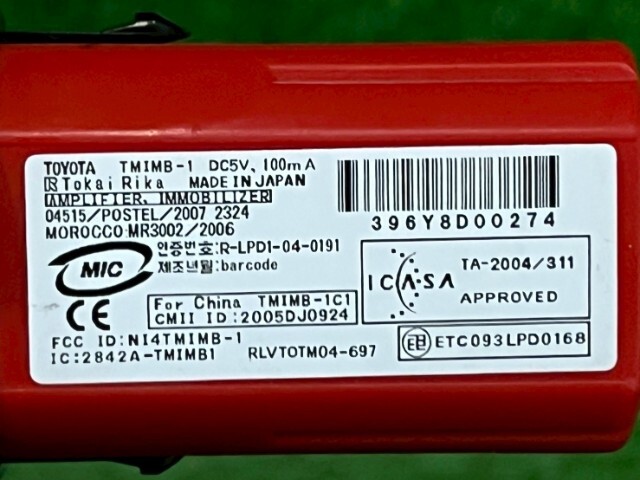 TOYOTA TMIMB-1 DC5V, 100mA
Tokai Rika MADE IN JAPAN
AMPLIFIER, IMMOBILIZER
04515/POSTEL/2007 2324
MOROCCO:MR3002/2006
396Y8D00274
MIC
인증번호:R-LPD1-04-0191
제조년월:barcode
ICASA TA-2004/311
APPROVED
For China TMIMB-1C1
CMII ID:2005DJ0924
CE
FCC ID:NI4TMIMB-1
IC:2842A-TMIMB1 RLVTOTM04-697
ETC093LPD0168